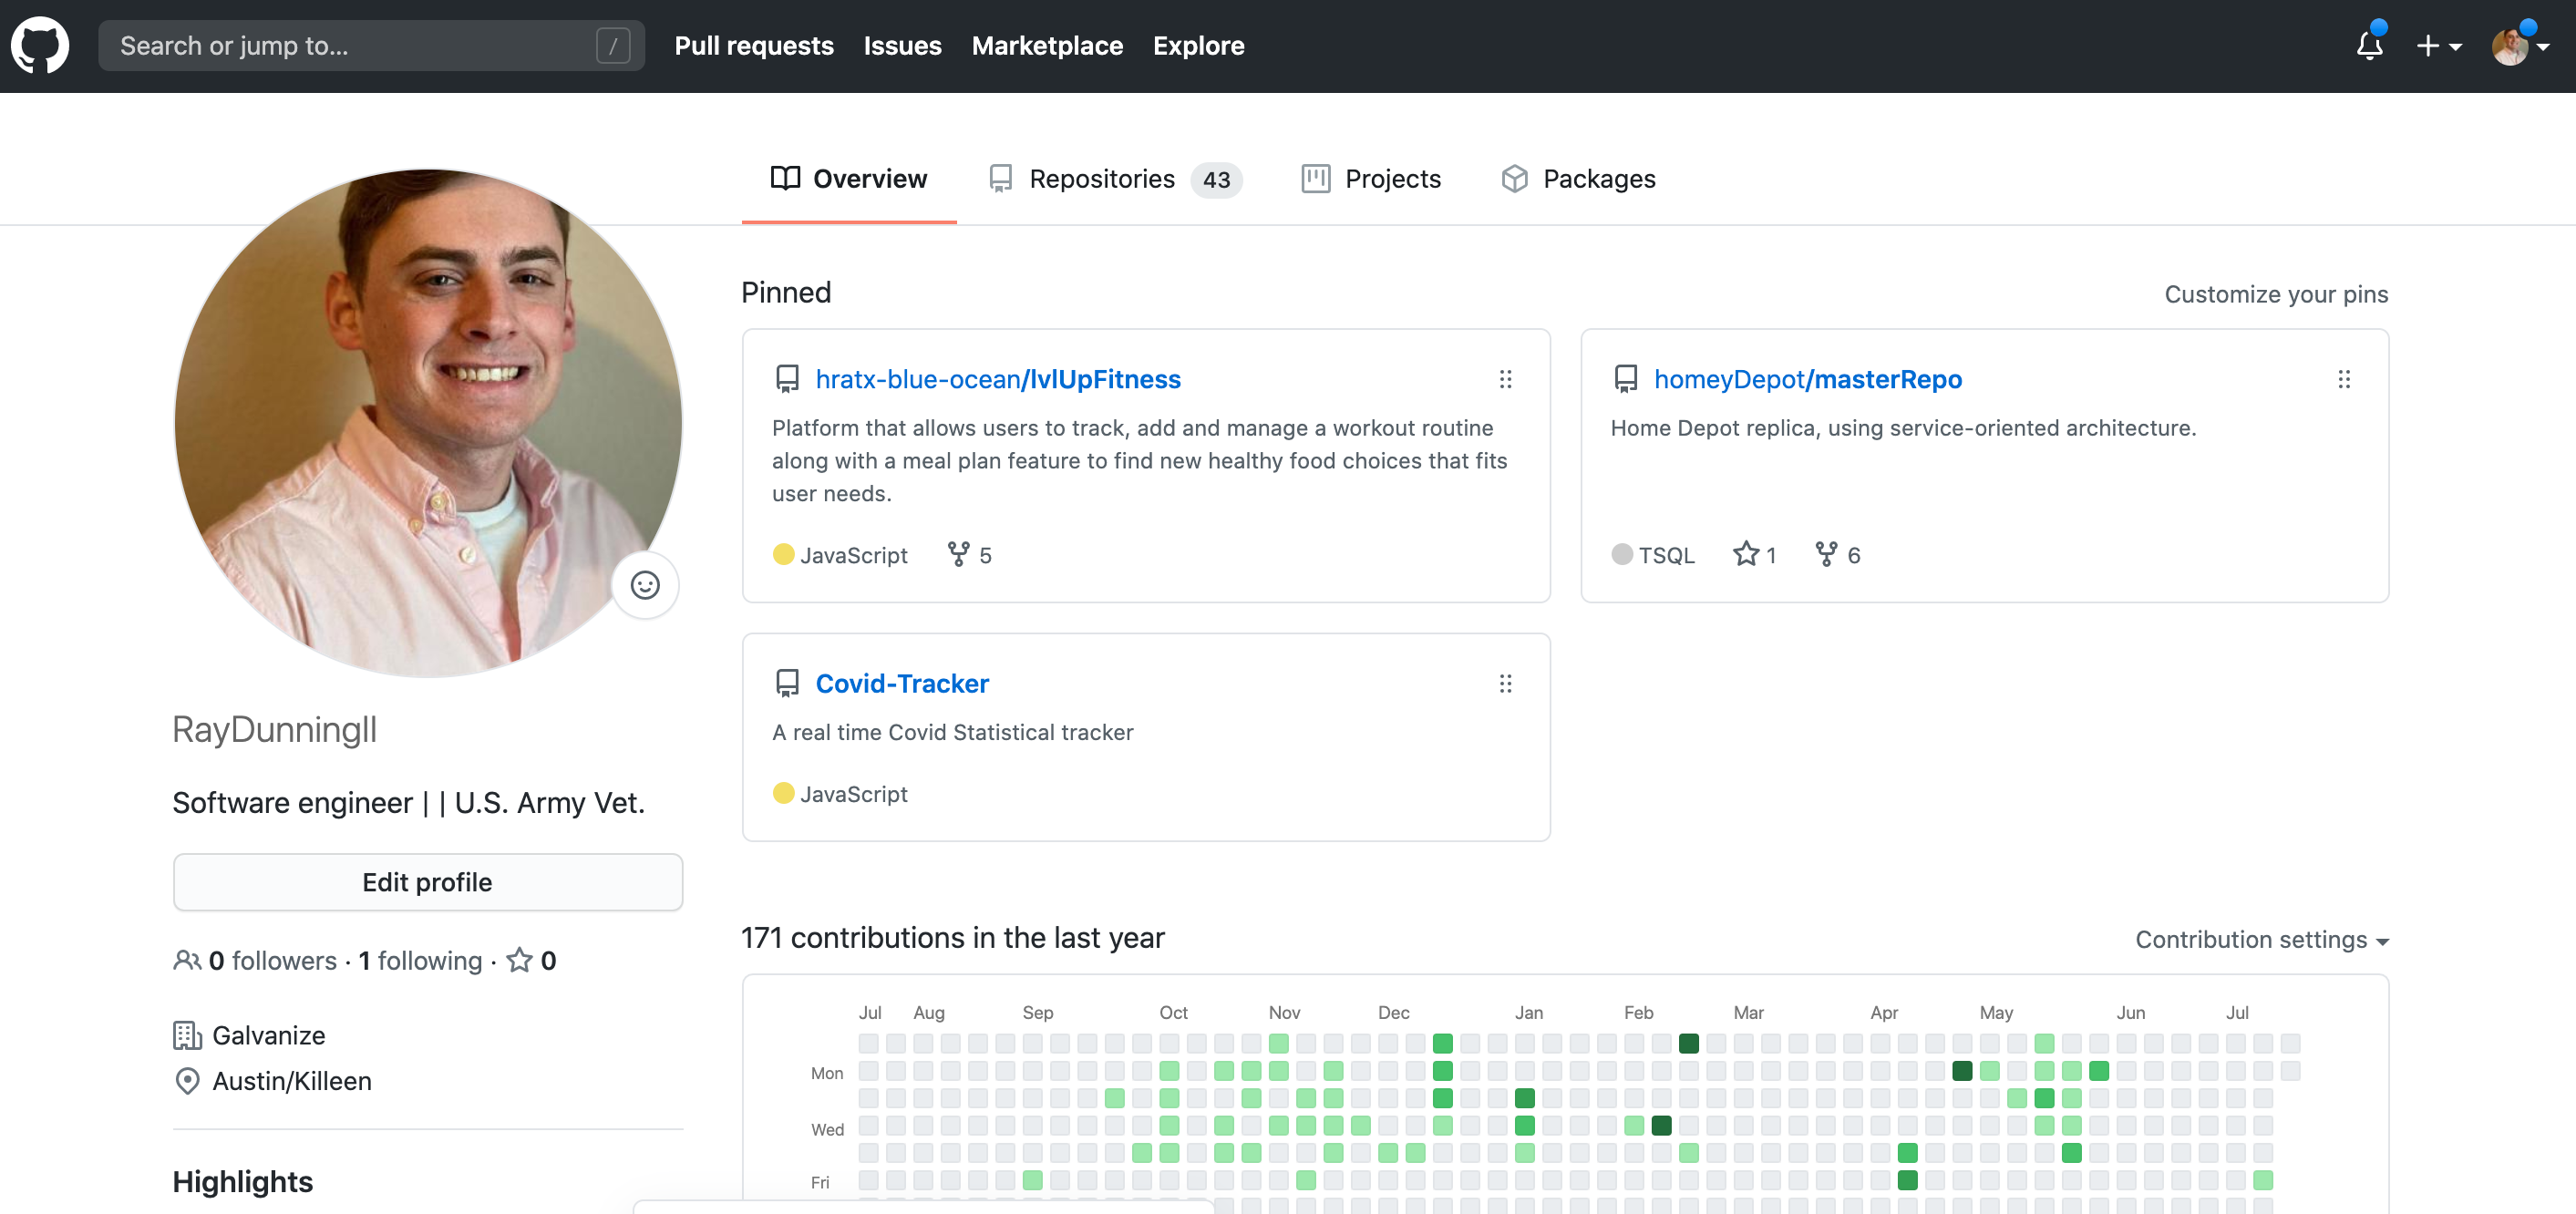 Search or jump to... /
Pull requests
Issues
Marketplace
Explore
Overview
Repositories 43
Projects
Packages
RayDunningII
Software engineer | | U.S. Army Vet.
Edit profile
0 followers · 1 following · 0
Galvanize
Austin/Killeen
Highlights
Pinned
Customize your pins
hratx-blue-ocean/lvlUpFitness
Platform that allows users to track, add and manage a workout routine
along with a meal plan feature to find new healthy food choices that fits
user needs.
JavaScript 5
homeyDepot/masterRepo
Home Depot replica, using service-oriented architecture.
TSQL 1 6
Covid-Tracker
A real time Covid Statistical tracker
JavaScript
171 contributions in the last year
Contribution settings
Jul Aug Sep Oct Nov Dec Jan Feb Mar Apr May Jun Jul
Mon
Wed
Fri